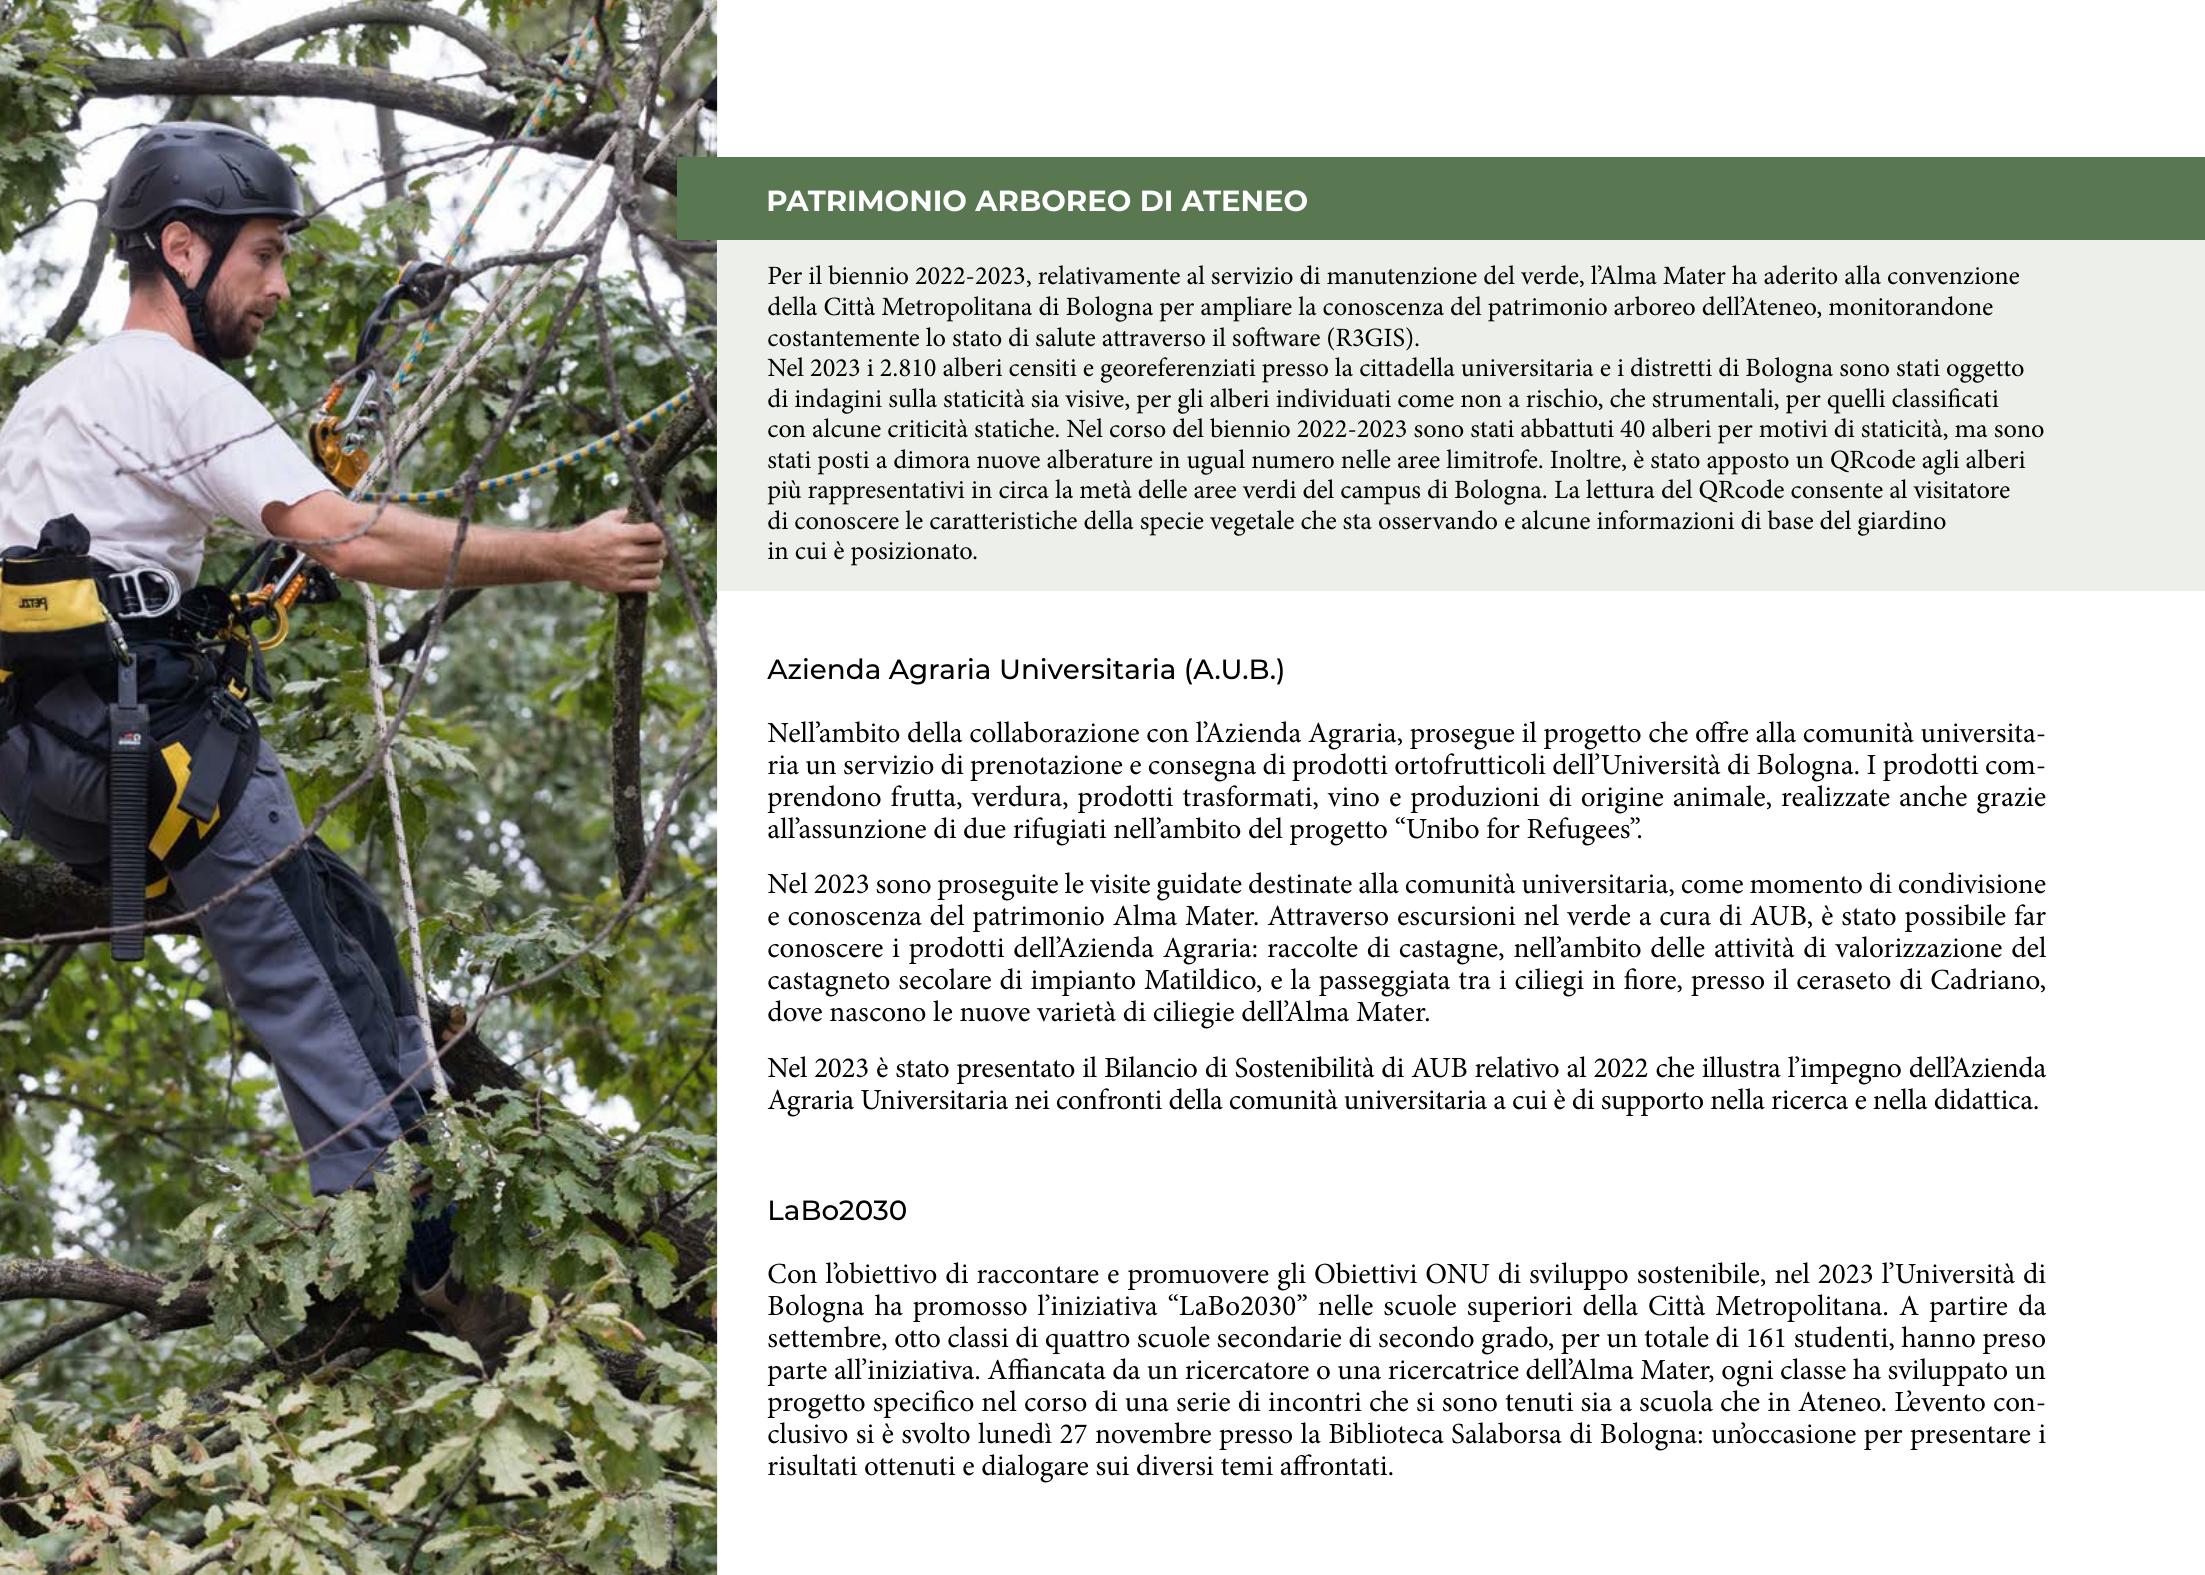 PATRIMONIO ARBOREO DI ATENEO
Per il biennio 2022-2023, relativamente al servizio di manutenzione del verde, l’Alma Mater ha aderito alla convenzione
della Città Metropolitana di Bologna per ampliare la conoscenza del patrimonio arboreo dell’Ateneo, monitorandone
costantemente lo stato di salute attraverso il software (R3GIS).
Nel 2023 i 2.810 alberi censiti e georeferenziati presso la cittadella universitaria e i distretti di Bologna sono stati oggetto
di indagini sulla staticità sia visive, per gli alberi individuati come non a rischio, che strumentali, per quelli classificati
con alcune criticità statiche. Nel corso del biennio 2022-2023 sono stati abbattuti 40 alberi per motivi di staticità, ma sono
stati posti a dimora nuove alberature in ugual numero nelle aree limitrofe. Inoltre, è stato apposto un QRcode agli alberi
più rappresentativi in circa la metà delle aree verdi del campus di Bologna. La lettura del QRcode consente al visitatore
di conoscere le caratteristiche della specie vegetale che sta osservando e alcune informazioni di base del giardino
in cui è posizionato.
Azienda Agraria Universitaria (A.U.B.)
Nell’ambito della collaborazione con l’Azienda Agraria, prosegue il progetto che offre alla comunità universita-
ria un servizio di prenotazione e consegna di prodotti ortofrutticoli dell’Università di Bologna. I prodotti com-
prendono frutta, verdura, prodotti trasformati, vino e produzioni di origine animale, realizzate anche grazie
all’assunzione di due rifugiati nell’ambito del progetto “Unibo for Refugees”.
Nel 2023 sono proseguite le visite guidate destinate alla comunità universitaria, come momento di condivisione
e conoscenza del patrimonio Alma Mater. Attraverso escursioni nel verde a cura di AUB, è stato possibile far
conoscere i prodotti dell’Azienda Agraria: raccolte di castagne, nell’ambito delle attività di valorizzazione del
castagneto secolare di impianto Matildico, e la passeggiata tra i ciliegi in fiore, presso il ceraseto di Cadriano,
dove nascono le nuove varietà di ciliegie dell’Alma Mater.
Nel 2023 è stato presentato il Bilancio di Sostenibilità di AUB relativo al 2022 che illustra l’impegno dell’Azienda
Agraria Universitaria nei confronti della comunità universitaria a cui è di supporto nella ricerca e nella didattica.
LaBo2030
Con l’obiettivo di raccontare e promuovere gli Obiettivi ONU di sviluppo sostenibile, nel 2023 l’Università di
Bologna ha promosso l’iniziativa “LaBo2030” nelle scuole superiori della Città Metropolitana. A partire da
settembre, otto classi di quattro scuole secondarie di secondo grado, per un totale di 161 studenti, hanno preso
parte all’iniziativa. Affiancata da un ricercatore o una ricercatrice dell’Alma Mater, ogni classe ha sviluppato un
progetto specifico nel corso di una serie di incontri che si sono tenuti sia a scuola che in Ateneo. L’evento con-
clusivo si è svolto lunedì 27 novembre presso la Biblioteca Salaborsa di Bologna: un’occasione per presentare i
risultati ottenuti e dialogare sui diversi temi affrontati.
PETZL